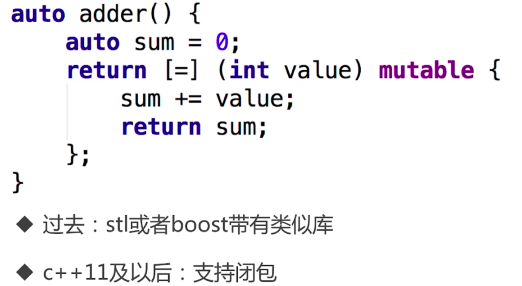 auto adder() {
    auto sum = 0;
    return [=] (int value) mutable {
        sum += value;
        return sum;
    };
}
◆ 过去：stl或者boost带有类似库
◆ c++11及以后：支持闭包